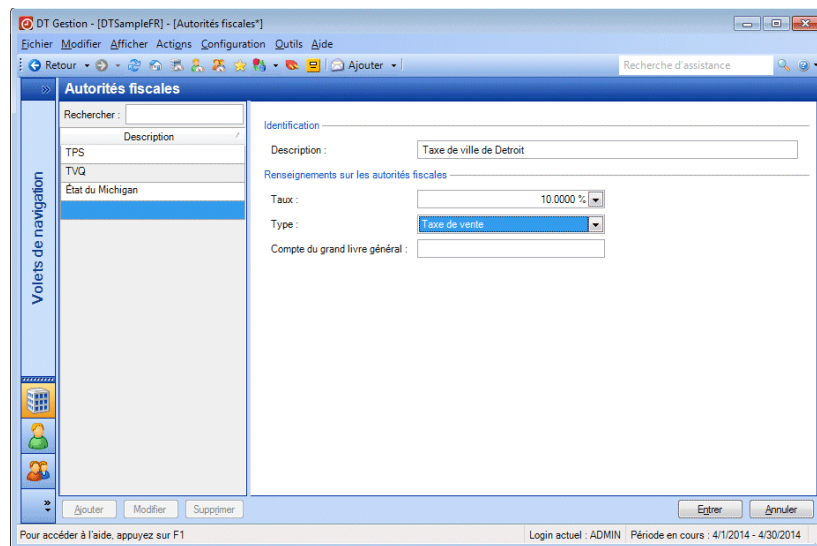 DT Gestion - [DTSampleFR] - [Autorités fiscales*]
Fichier Modifier Afficher Actions Configuration Outils Aide
Retour Ajouter Recherche d'assistance
Autorités fiscales
Rechercher :
Description
TPS
TVQ
État du Michigan
Volets de navigation
Identification
Description : Taxe de ville de Detroit
Renseignements sur les autorités fiscales
Taux : 10.0000 %
Type : Taxe de vente
Compte du grand livre général :
Ajouter Modifier Supprimer Entrer Annuler
Pour accéder à l'aide, appuyez sur F1 Login actuel : ADMIN Période en cours : 4/1/2014 - 4/30/2014